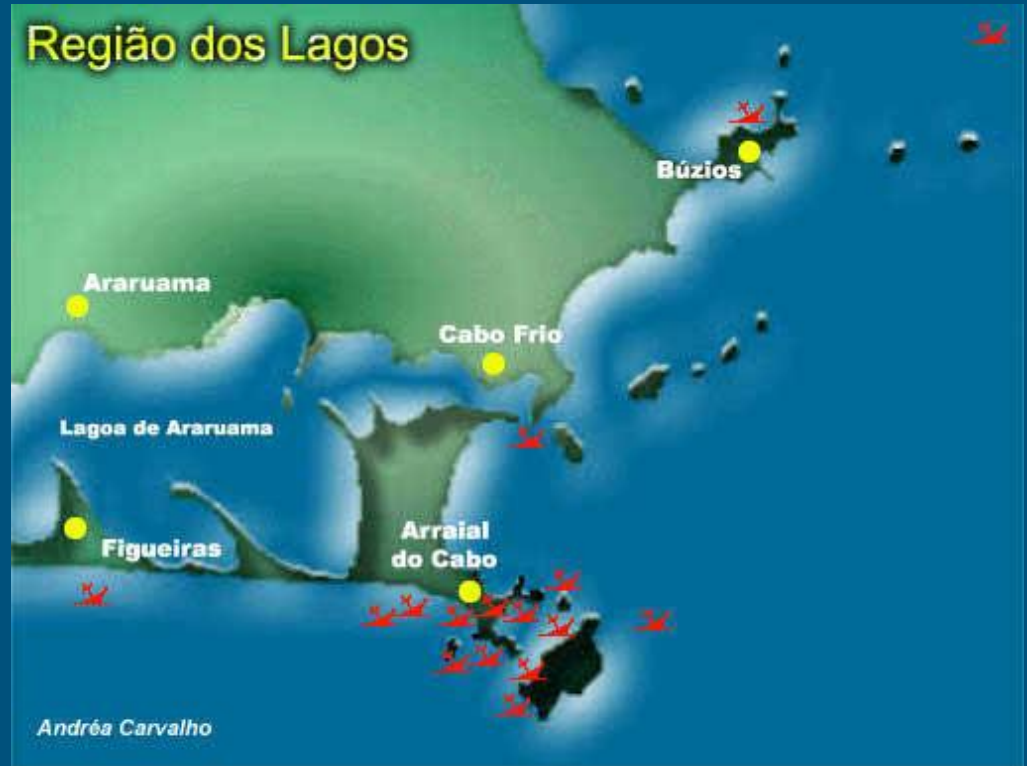 Região dos Lagos
Búzios
Araruama
Cabo Frio
Lagoa de Araruama
Arraial
do Cabo
Figueiras
Andréa Carvalho